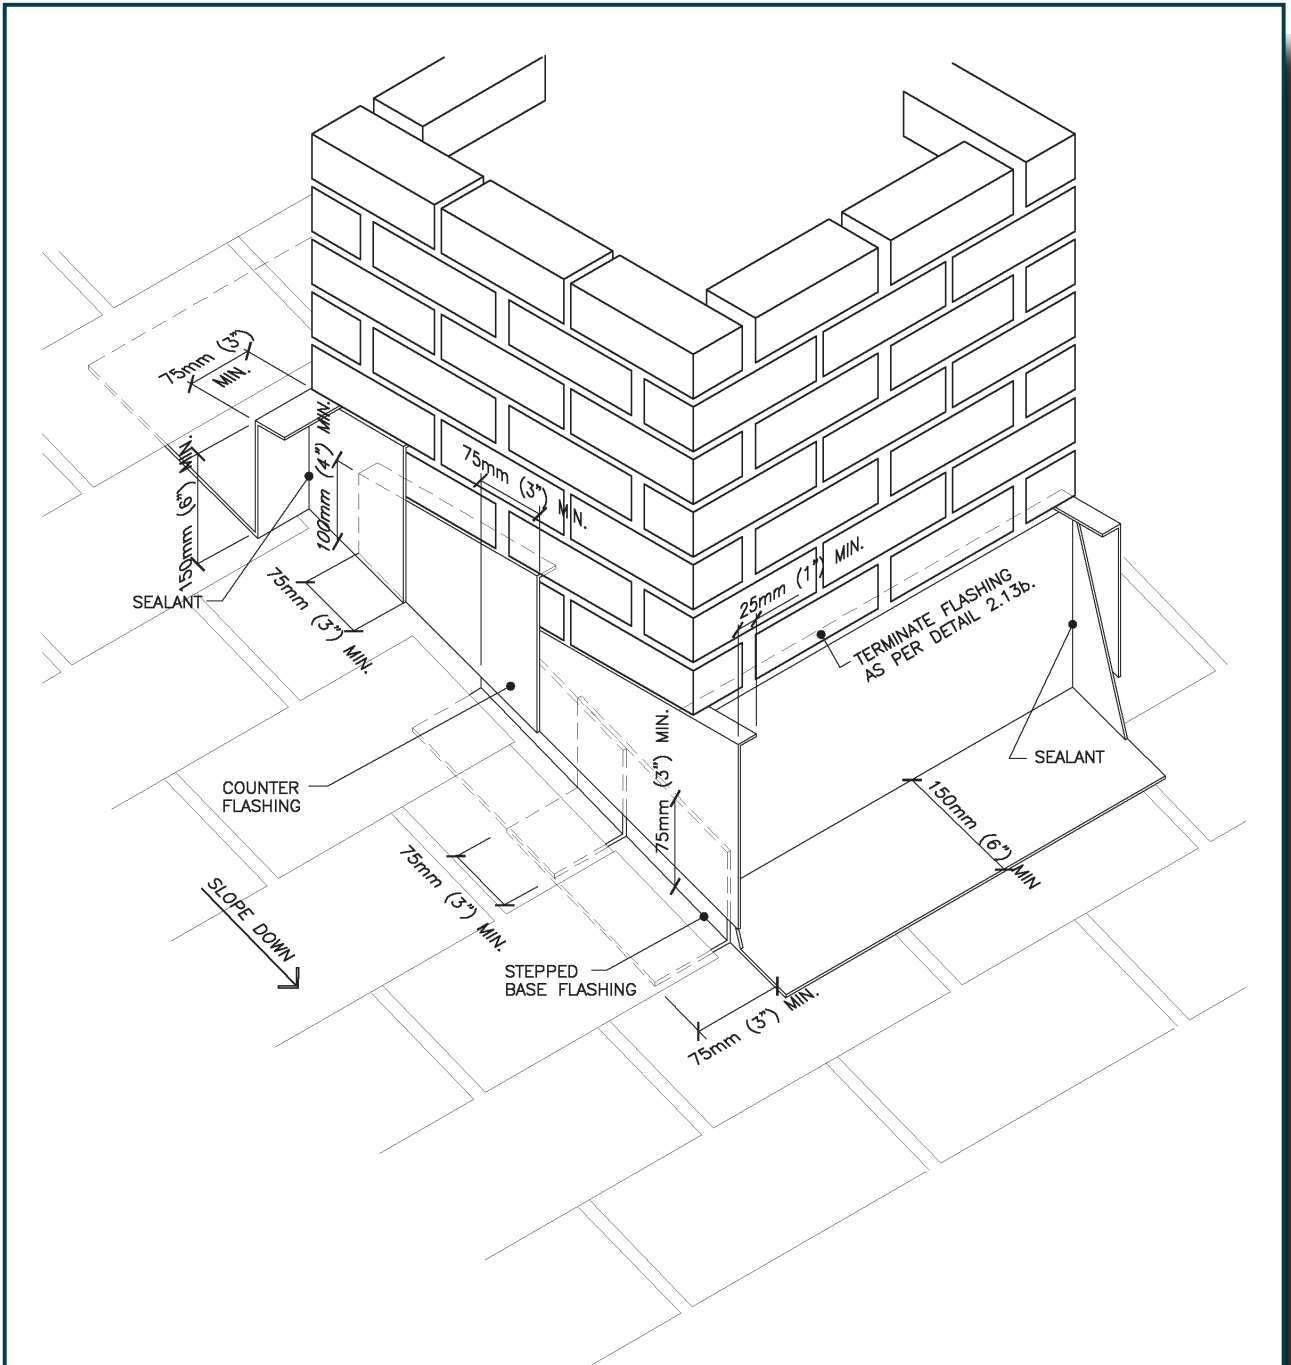 75mm (3")
MIN.
150mm (6") MIN.
100mm (4") MIN.
75mm (3") MIN.
SEALANT
75mm (3") MIN.
25mm (1") MIN.
TERMINATE FLASHING
AS PER DETAIL 2.13b.
75mm (3") MIN.
SEALANT
COUNTER
FLASHING
150mm (6") MIN
75mm (3") MIN.
SLOPE DOWN
STEPPED
BASE FLASHING
75mm (3") MIN.